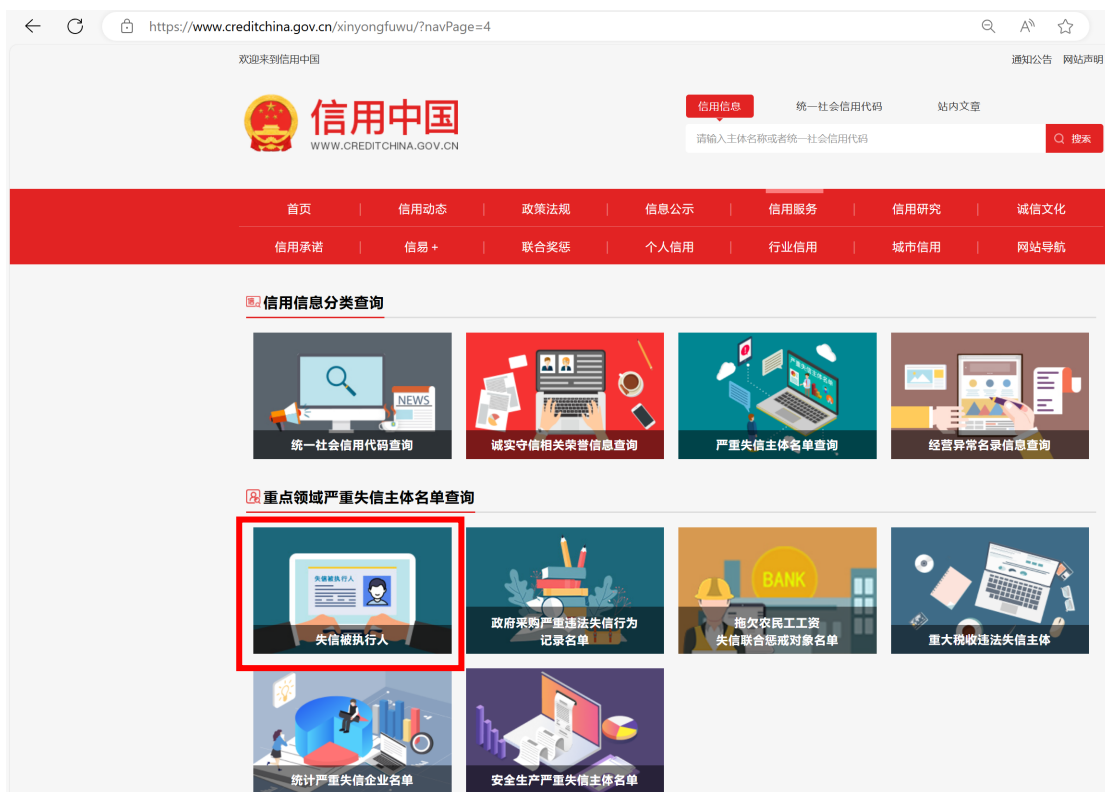 https://www.creditchina.gov.cn/xinyongfuwu/?navPage=4
欢迎来到信用中国
通知公告 网站声明
信用中国
WWW.CREDITCHINA.GOV.CN
信用信息 统一社会信用代码 站内文章
请输入主体名称或者统一社会信用代码
搜索
首页 信用动态 政策法规 信息公示 信用服务 信用研究 诚信文化
信用承诺 信易+ 联合奖惩 个人信用 行业信用 城市信用 网站导航
信用信息分类查询
NEWS
严重失信主体名单
统一社会信用代码查询
诚实守信相关荣誉信息查询
严重失信主体名单查询
经营异常名录信息查询
重点领域严重失信主体名单查询
失信被执行人
BANK
失信被执行人
政府采购严重违法失信行为
记录名单
拖欠农民工工资
失信联合惩戒对象名单
重大税收违法失信主体
统计严重失信企业名单
安全生产严重失信主体名单